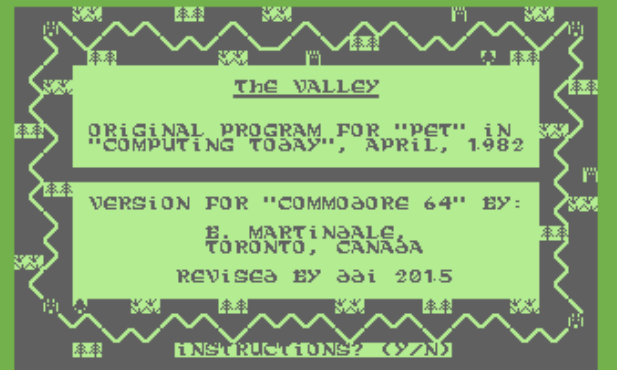 THE VALLEY
ORIGINAL PROGRAM FOR "PET" IN
"COMPUTING TODAY", APRIL, 1982
VERSION FOR "COMMODORE 64" BY:
B. MARTINDALE,
TORONTO, CANADA
REVISED BY DDI 2015
INSTRUCTIONS? (Y/N)